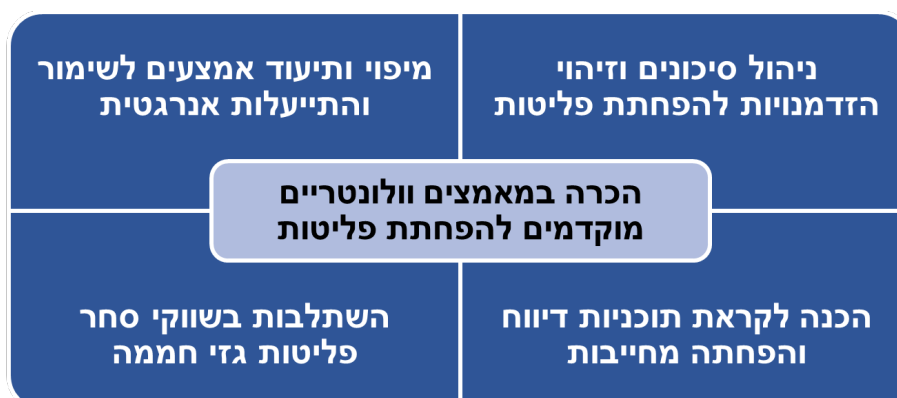 ניהול סיכונים וזיהוי
הזדמנויות להפחתת פליטות
מיפוי ותיעוד אמצעים לשימור
והתייעלות אנרגטית
הכרה במאמצים וולונטריים
מוקדמים להפחתת פליטות
הכנה לקראת תוכניות דיווח
והפחתה מחייבות
השתלבות בשווקי סחר
פליטות גזי חממה